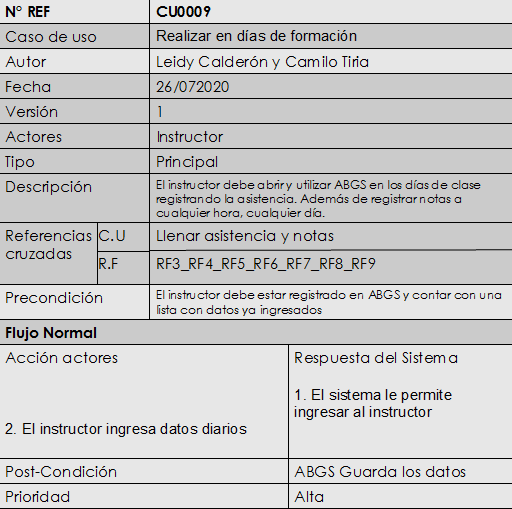 N° REF CU0009
Caso de uso Realizar en días de formación
Autor Leidy Calderón y Camilo Tiria
Fecha 26/072020
Versión 1
Actores Instructor
Tipo Principal
Descripción El instructor debe abrir y utilizar ABGS en los días de clase
registrando la asistencia. Además de registrar notas a
cualquier hora, cualquier día.
Referencias cruzadas C.U Llenar asistencia y notas
R.F RF3_RF4_RF5_RF6_RF7_RF8_RF9
Precondición El instructor debe estar registrado en ABGS y contar con una
lista con datos ya ingresados
Flujo Normal
Acción actores Respuesta del Sistema
1. El sistema le permite
ingresar al instructor
2. El instructor ingresa datos diarios
Post-Condición ABGS Guarda los datos
Prioridad Alta